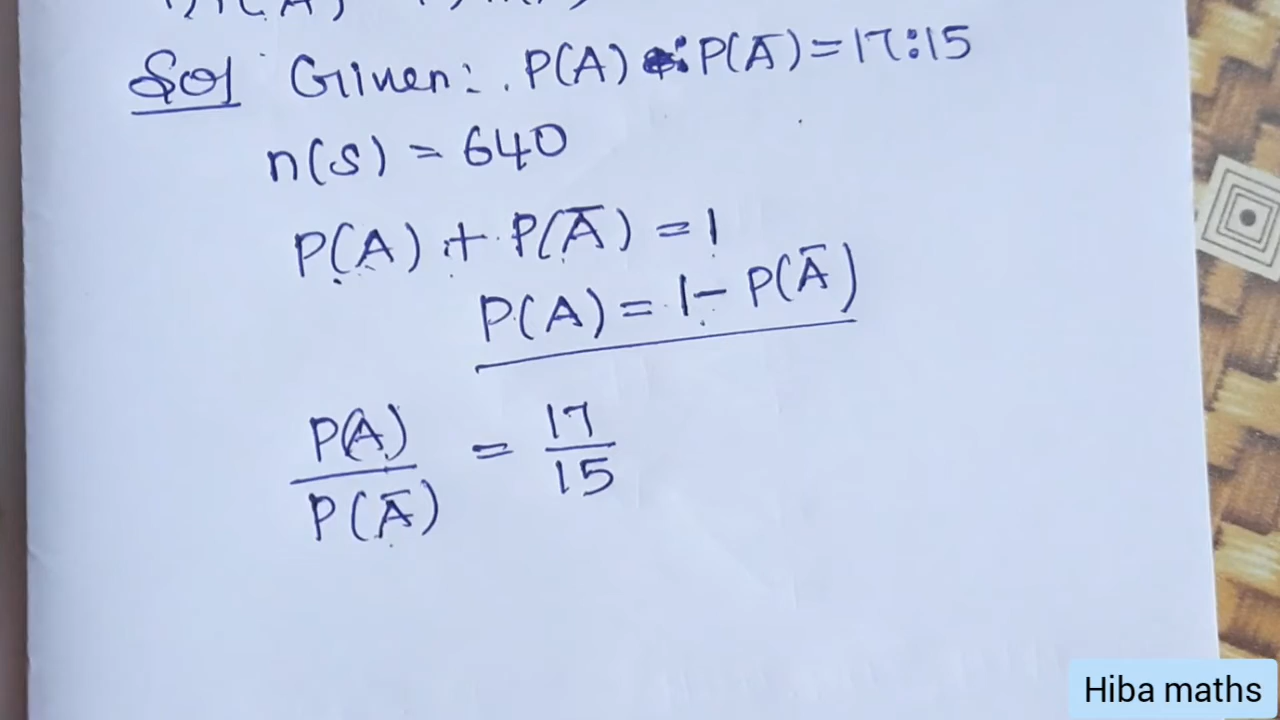 Sol Given: P(A) : P(Ā) = 17:15
n(S) = 640
P(A) + P(Ā) = 1
P(A) = 1 - P(Ā)
P(A) / P(Ā) = 17 / 15
Hiba maths